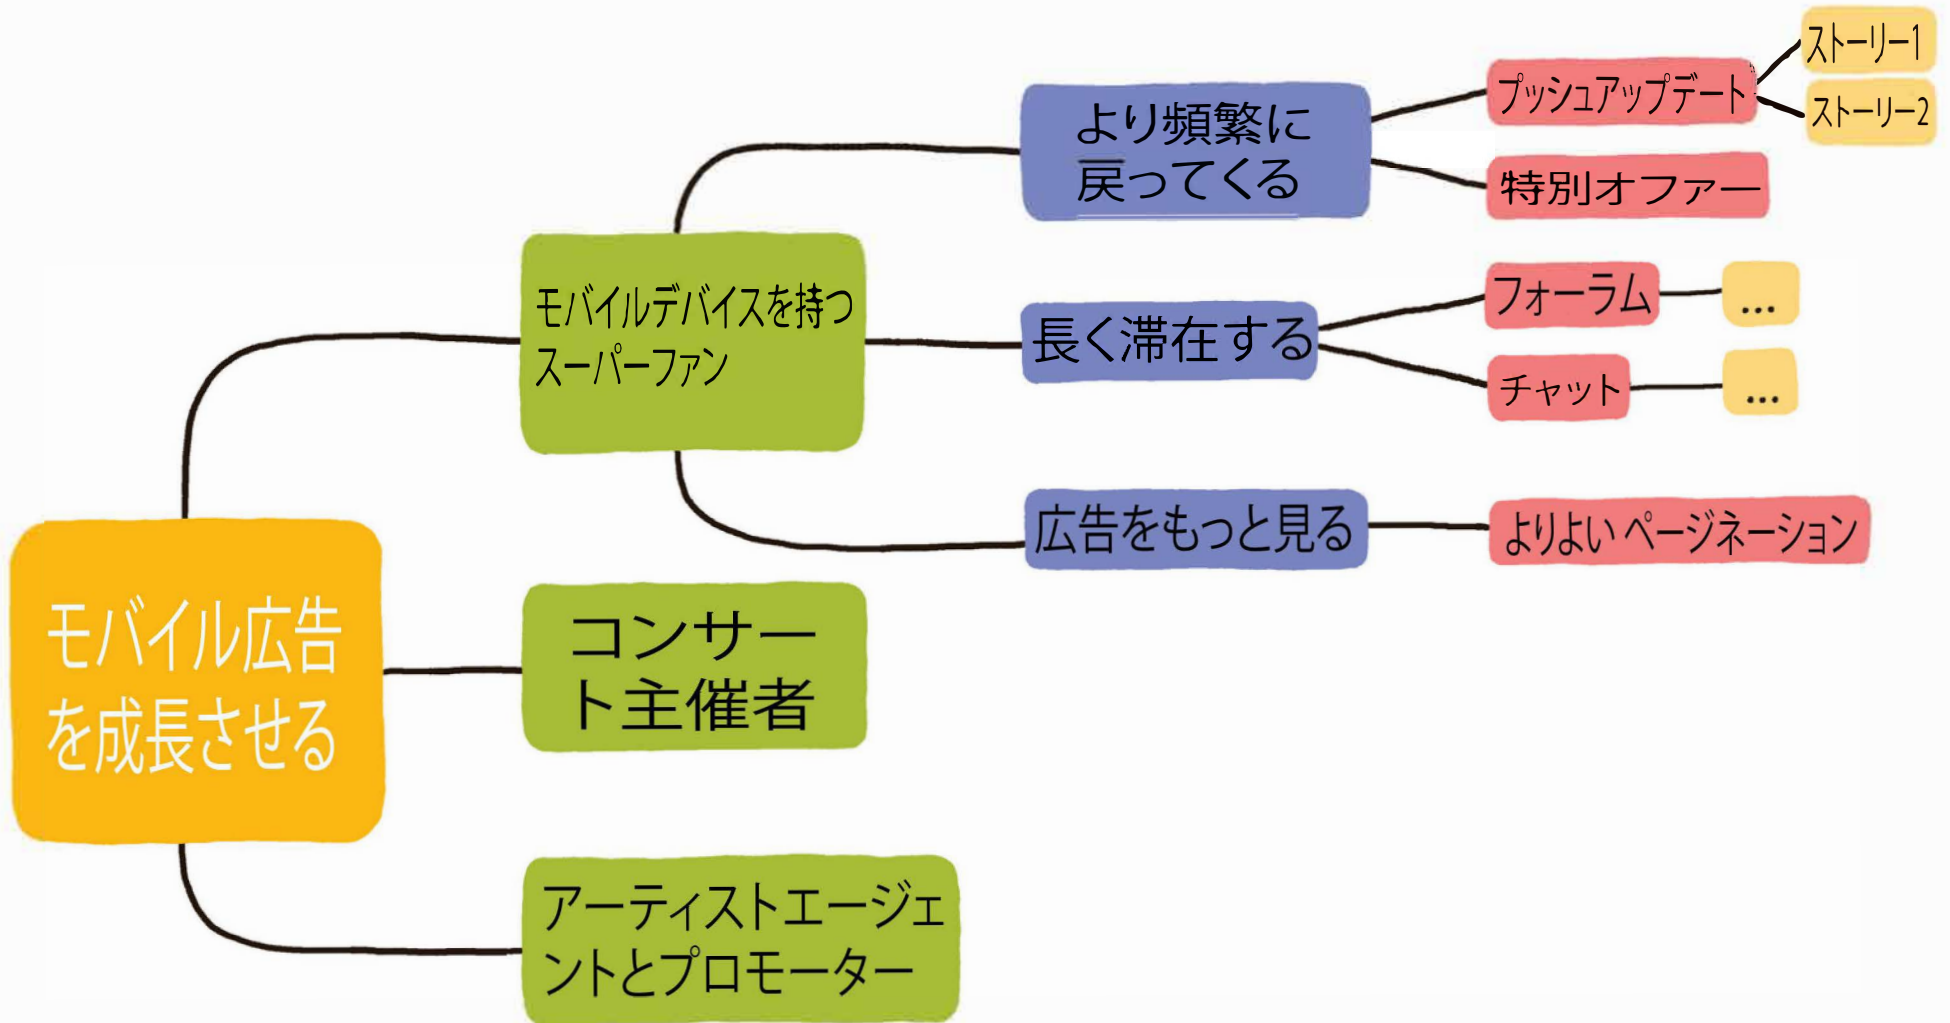 ストーリー1
プッシュアップデート
ストーリー2
より頻繁に
戻ってくる
特別オファー
モバイルデバイスを持つ
スーパーファン
フォーラム
...
長く滞在する
チャット
...
広告をもっと見る
よりよい ページネーション
モバイル広告
を成長させる
コンサー
ト主催者
アーティストエージェ
ントとプロモーター